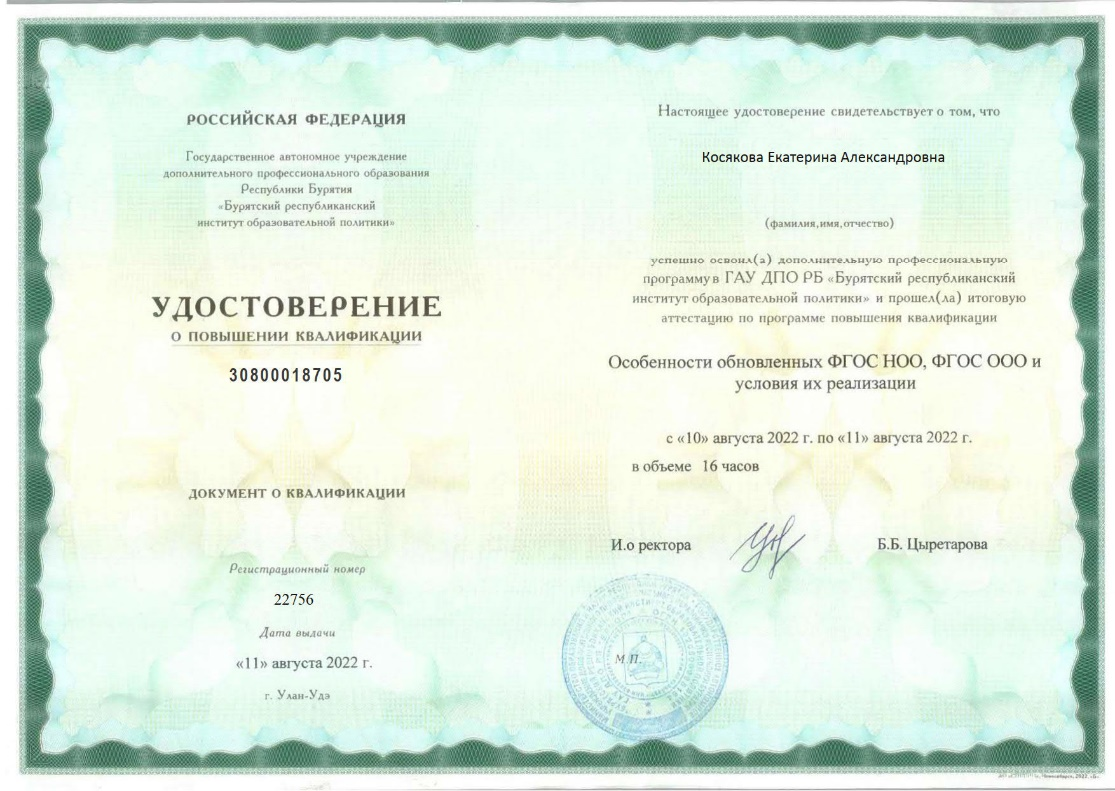 РОССИЙСКАЯ ФЕДЕРАЦИЯ
Государственное автономное учреждение
дополнительного профессионального образования
Республики Бурятия
«Бурятский республиканский
институт образовательной политики»
УДОСТОВЕРЕНИЕ
О ПОВЫШЕНИИ КВАЛИФИКАЦИИ
30800018705
ДОКУМЕНТ О КВАЛИФИКАЦИИ
Регистрационный номер
22756
Дата выдачи
«11» августа 2022 г.
г. Улан-Удэ
Настоящее удостоверение свидетельствует о том, что
Косякова Екатерина Александровна
(фамилия,имя,отчество)
успешно освоил(а) дополнительную профессиональную
программу в ГАУ ДПО РБ «Бурятский республиканский
институт образовательной политики» и прошел(ла) итоговую
аттестацию по программе повышения квалификации
Особенности обновленных ФГОС НОО, ФГОС ООО и
условия их реализации
с «10» августа 2022 г. по «11» августа 2022 г.
в объеме 16 часов
И.о ректора
Б.Б. Цыретарова
М.П.